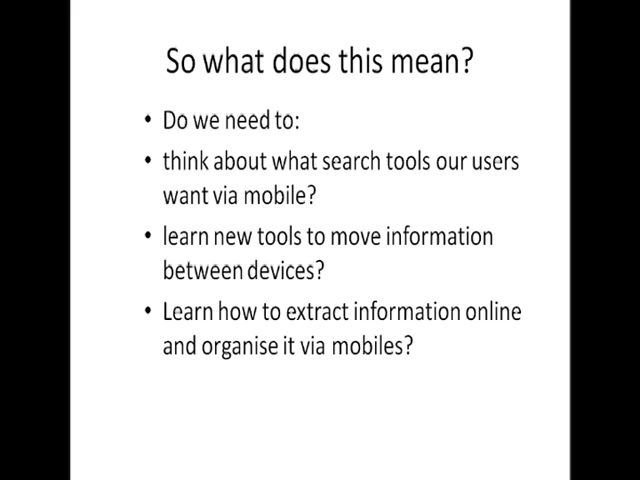 So what does this mean?
• Do we need to:
• think about what search tools our users
want via mobile?
• learn new tools to move information
between devices?
• Learn how to extract information online
and organise it via mobiles?